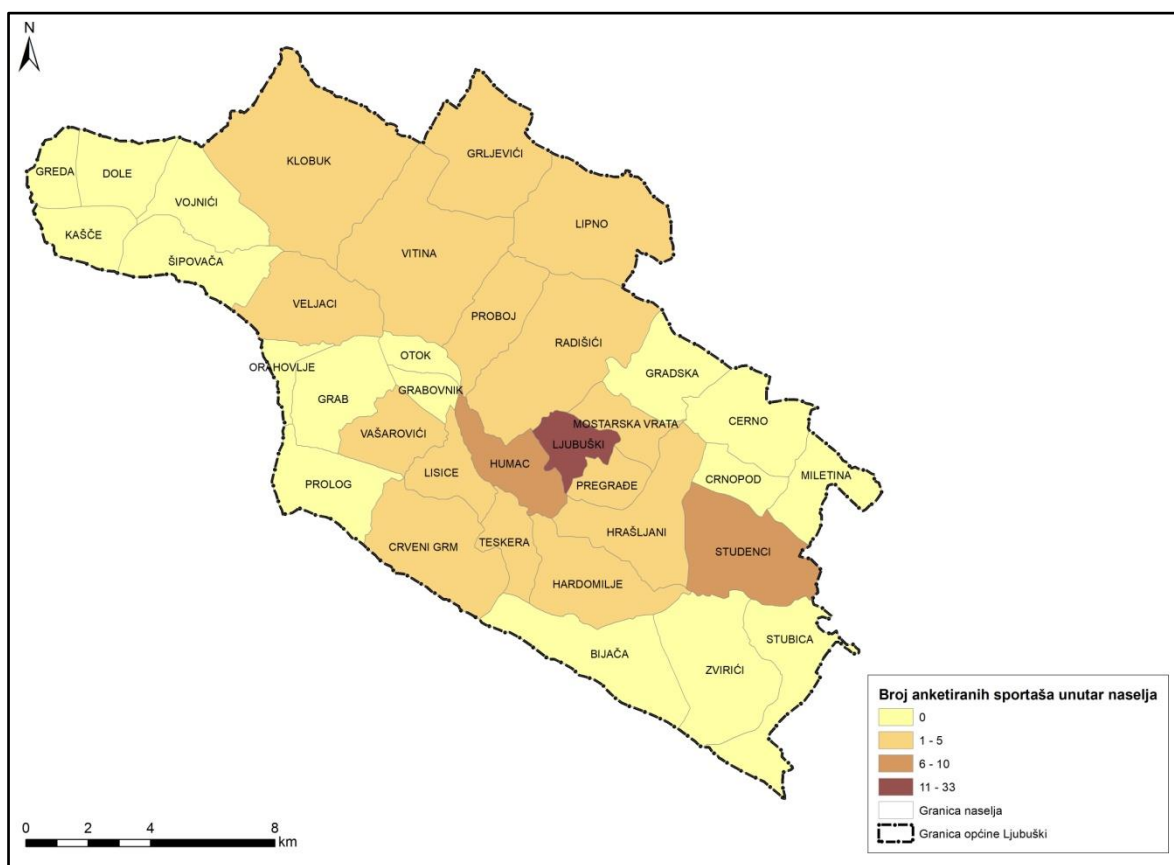 N
GRLJEVIĆI
KLOBUK
GREDA
DOLE
VOJNIĆI
LIPNO
KAŠČE
VITINA
ŠIPOVAČA
VELJACI
PROBOJ
RADIŠIĆI
OTOK
ORAHOVLJE
GRADSKA
GRABOVNIK
GRAB
CERNO
MOSTARSKA VRATA
VAŠAROVIĆI
LJUBUŠKI
HUMAC
LISICE
MILETINA
CRNOPOD
PROLOG
PREGRAĐE
HRAŠLJANI
TESKERA
CRVENI GRM
STUDENCI
HARDOMILJE
STUBICA
BIJAČA
ZVIRIĆI
Broj anketiranih sportaša unutar naselja
0
1 - 5
6 - 10
11 - 33
Granica naselja
Granica općine Ljubuški
0 2 4 8
km